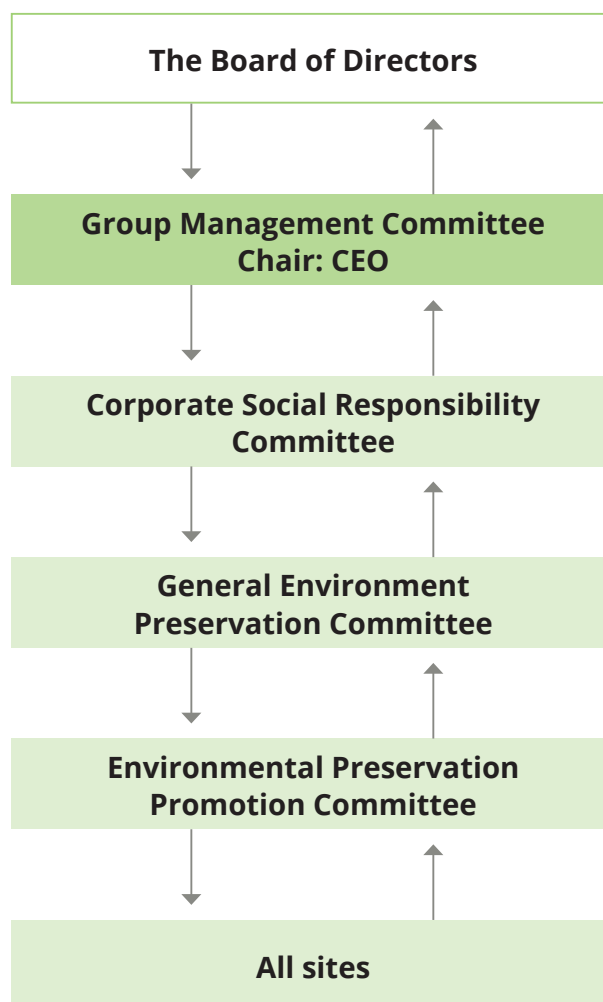 The Board of Directors
Group Management Committee
Chair: CEO
Corporate Social Responsibility
Committee
General Environment
Preservation Committee
Environmental Preservation
Promotion Committee
All sites